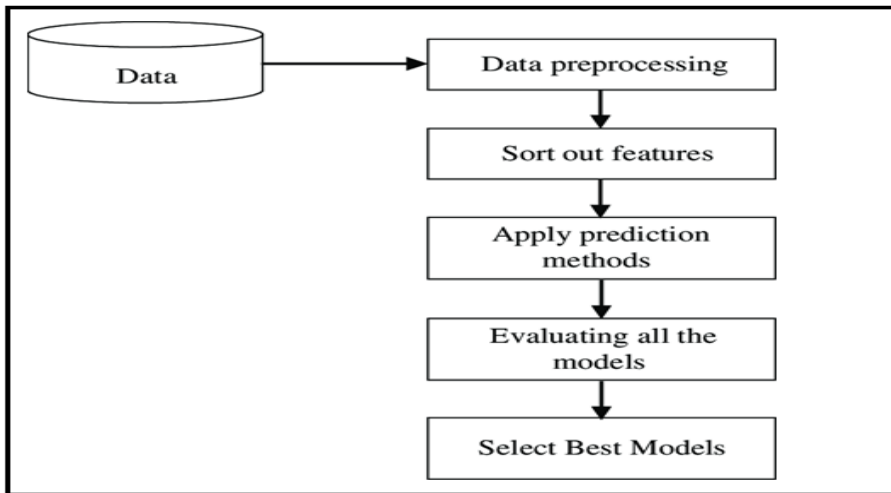 Data
Data preprocessing
Sort out features
Apply prediction
methods
Evaluating all the
models
Select Best Models